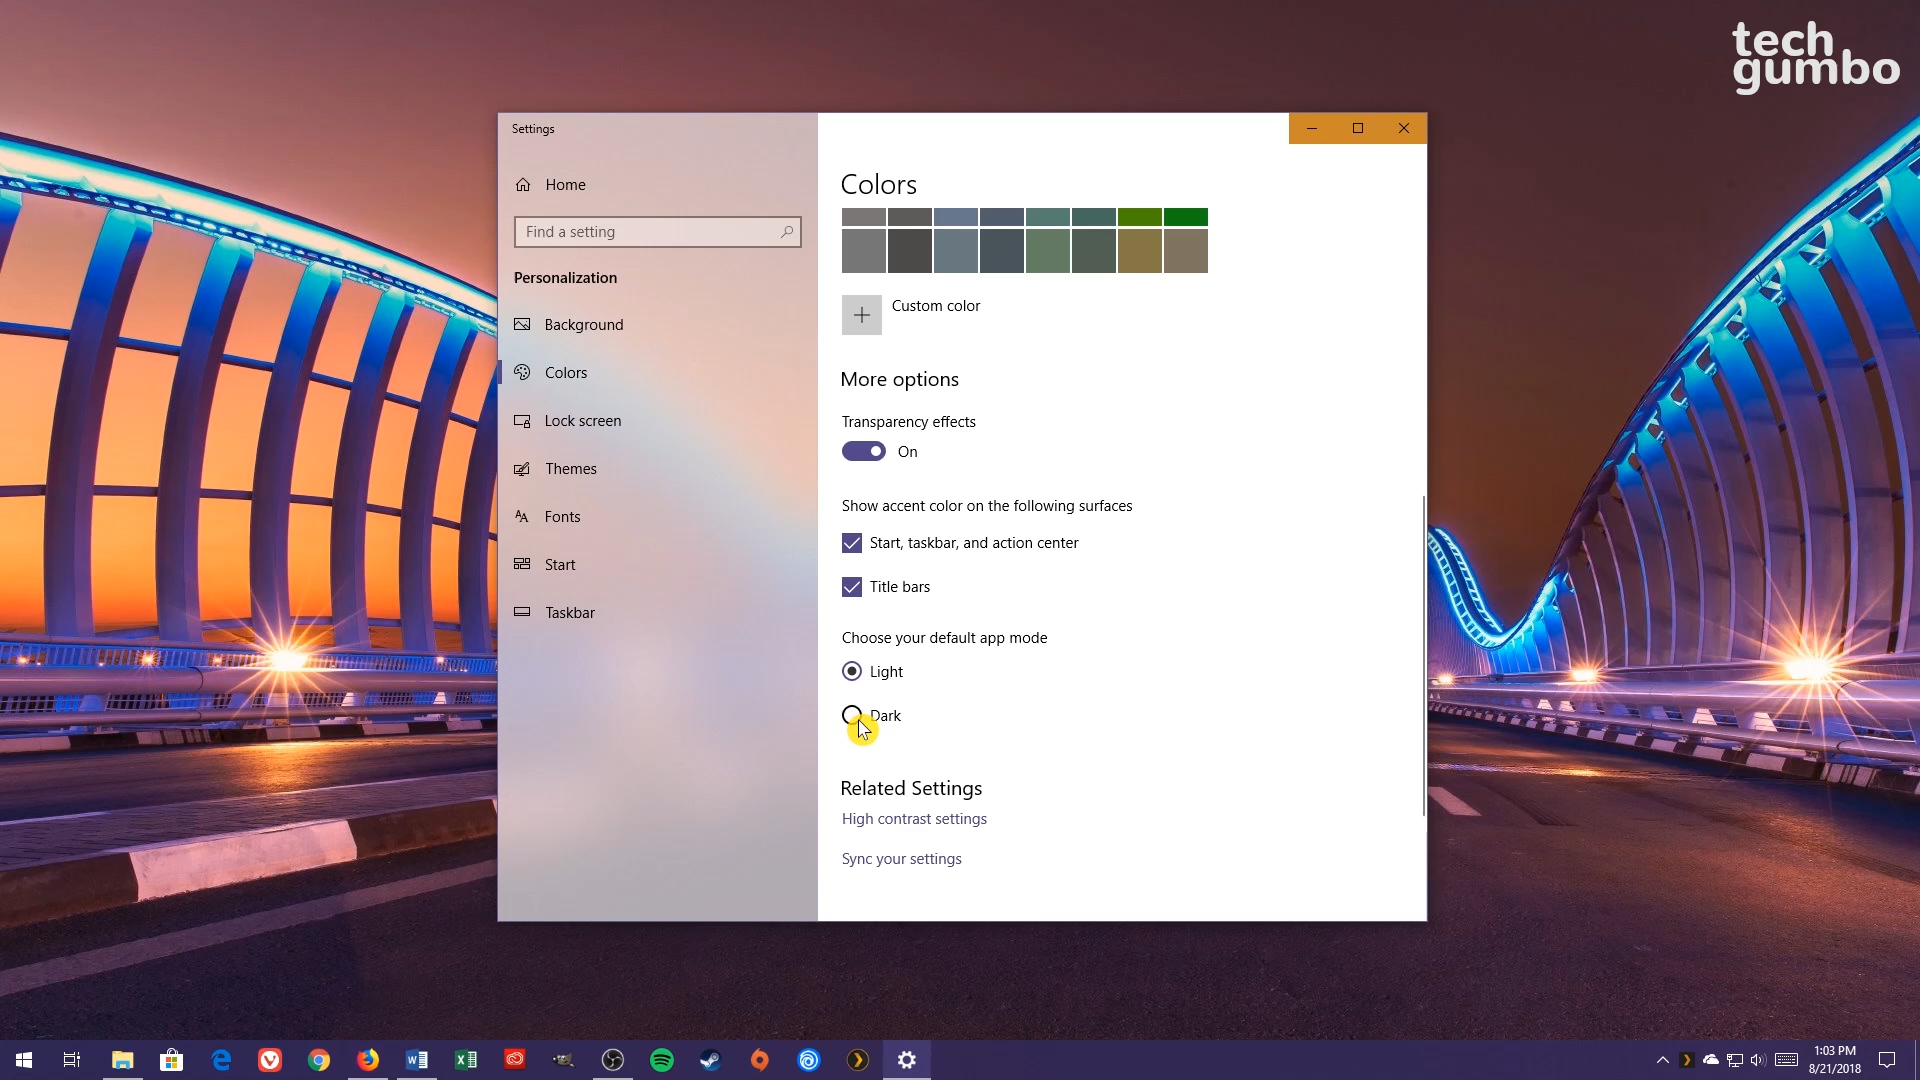 tech
gumbo
Settings
Home
Find a setting
Personalization
Background
Colors
Lock screen
Themes
Fonts
Start
Taskbar
Colors
Custom color
More options
Transparency effects
On
Show accent color on the following surfaces
Start, taskbar, and action center
Title bars
Choose your default app mode
Light
Dark
Related Settings
High contrast settings
Sync your settings
1:03 PM
8/21/2018